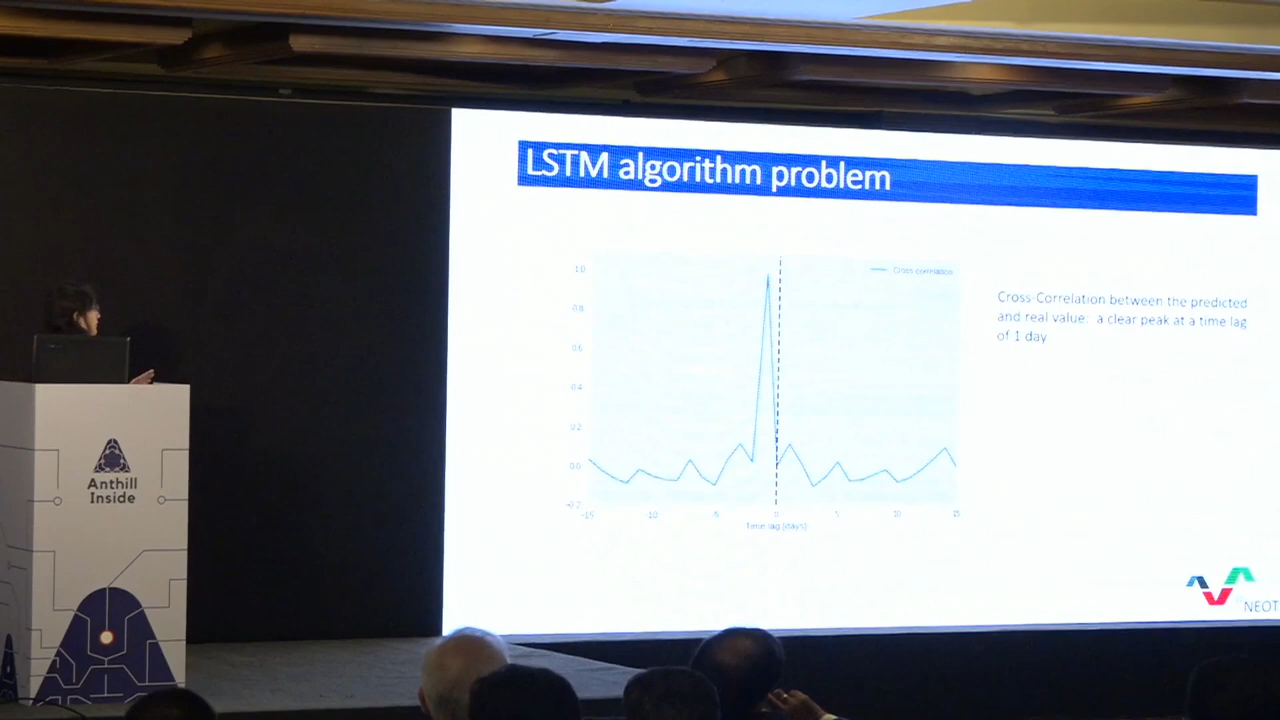 LSTM algorithm problem
1.0
0.8
0.6
0.4
0.2
0.0
-0.2
-15
-10
-5
0
5
10
15
Time lag (days)
Cross correlation
Cross-Correlation between the predicted
and real value: a clear peak at a time lag
of 1 day
NEOT
Anthill
Inside